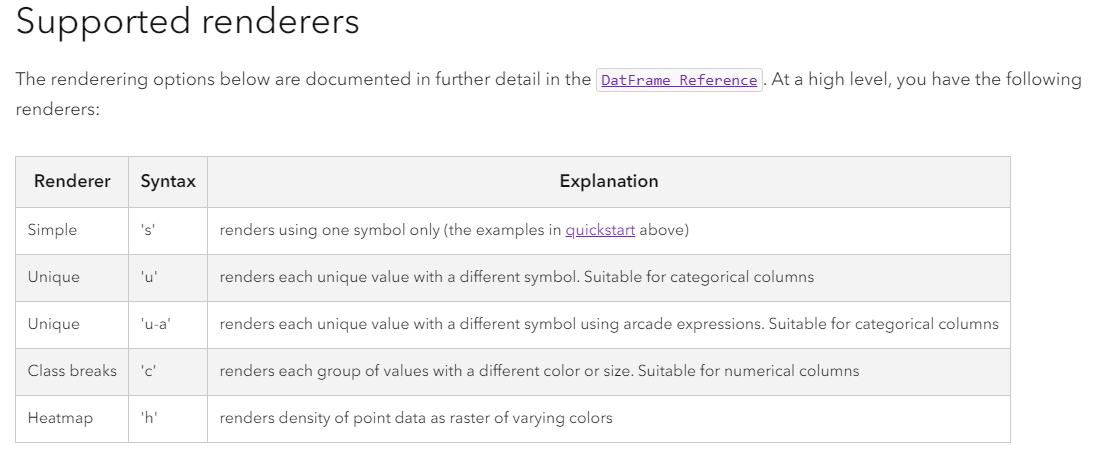 Supported renderers
The renderering options below are documented in further detail in the DatFrame Reference. At a high level, you have the following
renderers:
Renderer Syntax Explanation
Simple 's' renders using one symbol only (the examples in quickstart above)
Unique 'u' renders each unique value with a different symbol. Suitable for categorical columns
Unique 'u-a' renders each unique value with a different symbol using arcade expressions. Suitable for categorical columns
Class breaks 'c' renders each group of values with a different color or size. Suitable for numerical columns
Heatmap 'h' renders density of point data as raster of varying colors